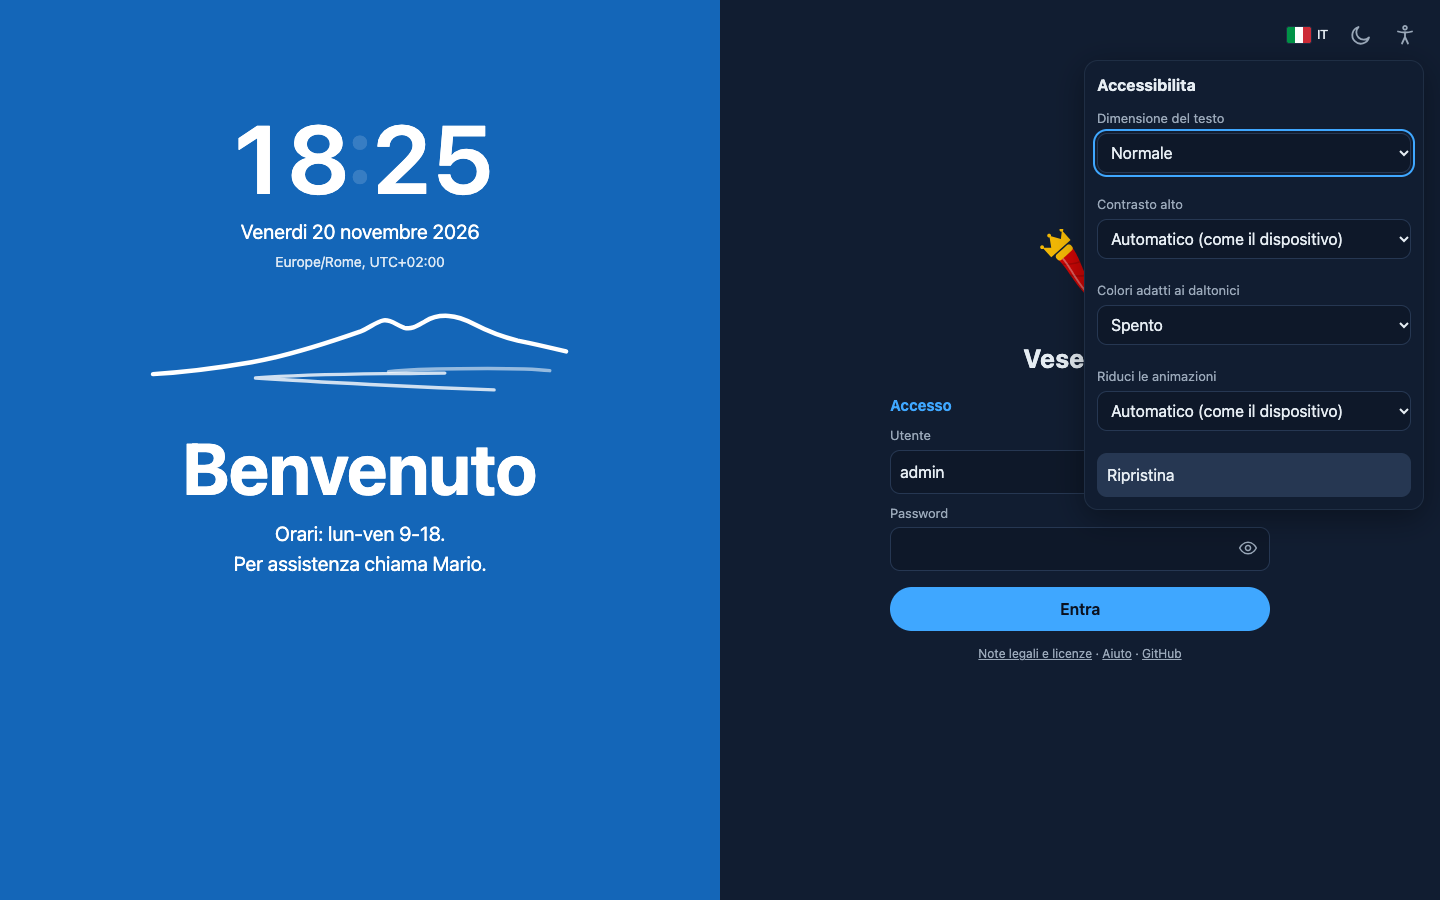 18:25
Venerdi 20 novembre 2026
Europe/Rome, UTC+02:00
Benvenuto
Orari: lun-ven 9-18.
Per assistenza chiama Mario.
IT
Accessibilita
Dimensione del testo
Normale
Contrasto alto
Automatico (come il dispositivo)
Colori adatti ai daltonici
Spento
Riduci le animazioni
Automatico (come il dispositivo)
Ripristina
Vese
Accesso
Utente
admin
Password
Entra
Note legali e licenze · Aiuto · GitHub